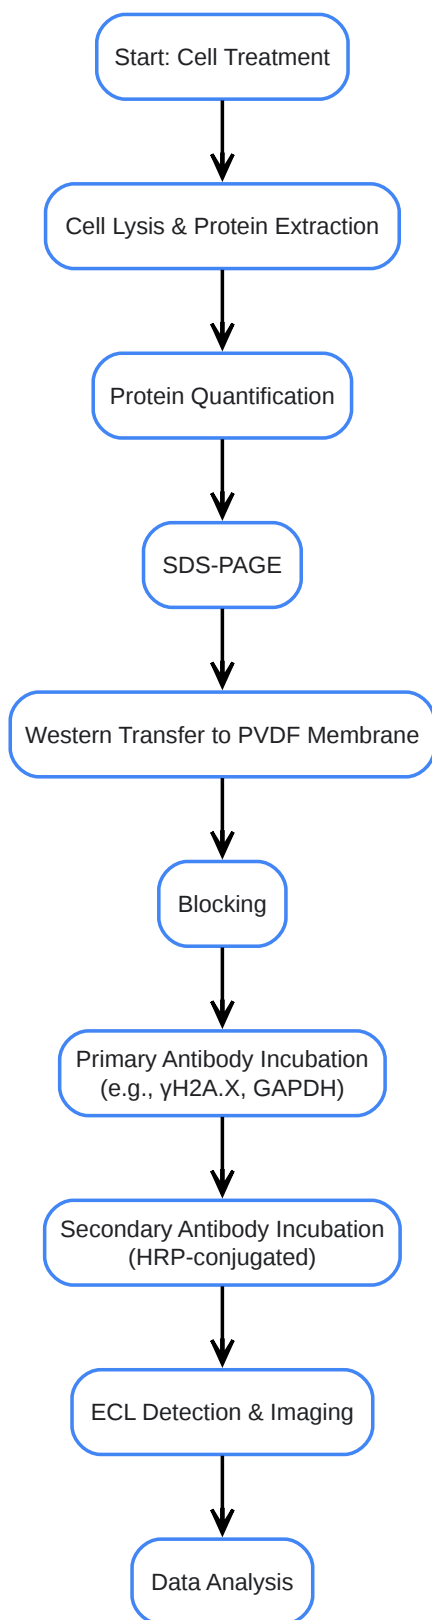 Start: Cell Treatment
Cell Lysis & Protein Extraction
Protein Quantification
SDS-PAGE
Western Transfer to PVDF Membrane
Blocking
Primary Antibody Incubation
(e.g., γH2A.X, GAPDH)
Secondary Antibody Incubation
(HRP-conjugated)
ECL Detection & Imaging
Data Analysis